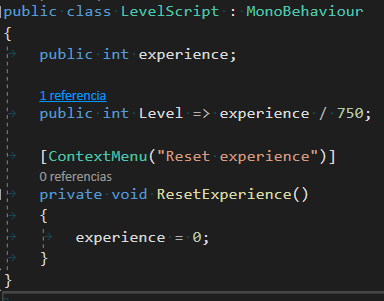 public class LevelScript : MonoBehaviour
{
public int experience;
1 referencia
public int Level => experience / 750;
[ContextMenu("Reset experience")]
0 referencias
private void ResetExperience()
{
experience = 0;
}
}